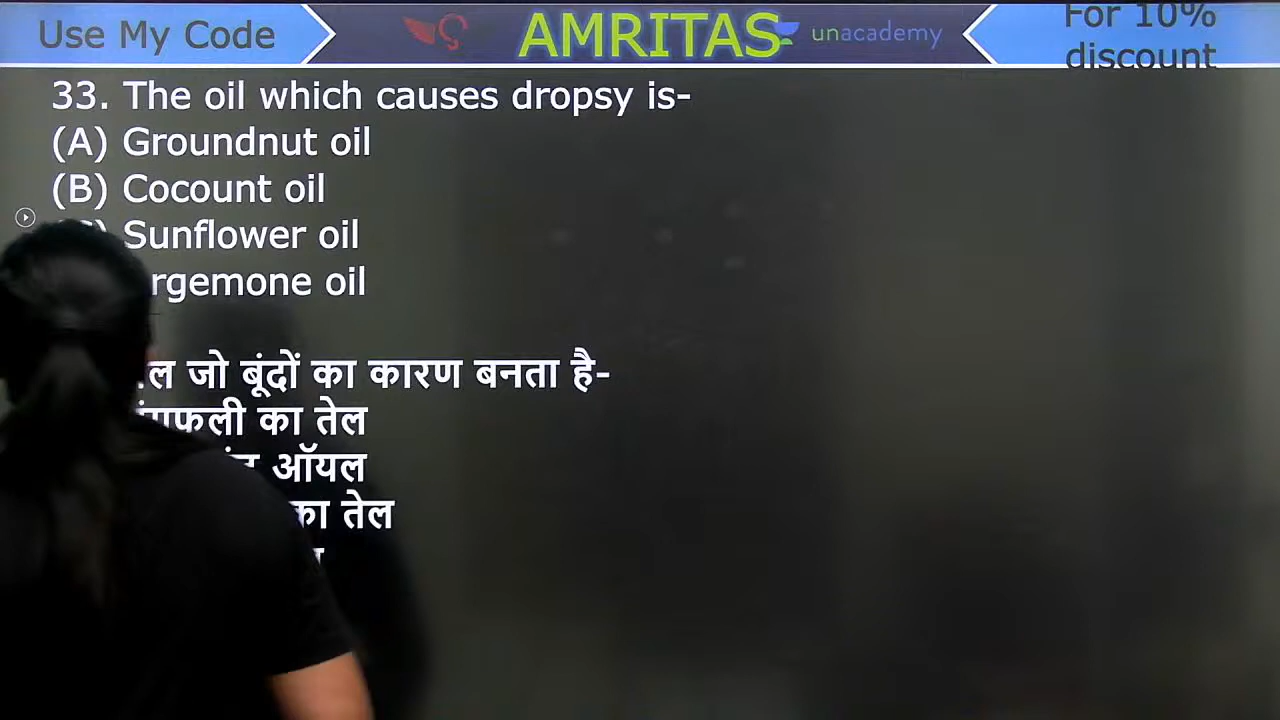 Use My Code
AMRITAS
unacademy
For 10%
discount
33. The oil which causes dropsy is-
(A) Groundnut oil
(B) Cocount oil
Sunflower oil
oil
जो बूंदों का कारण बनता है-
का तेल
ऑयल
का तेल